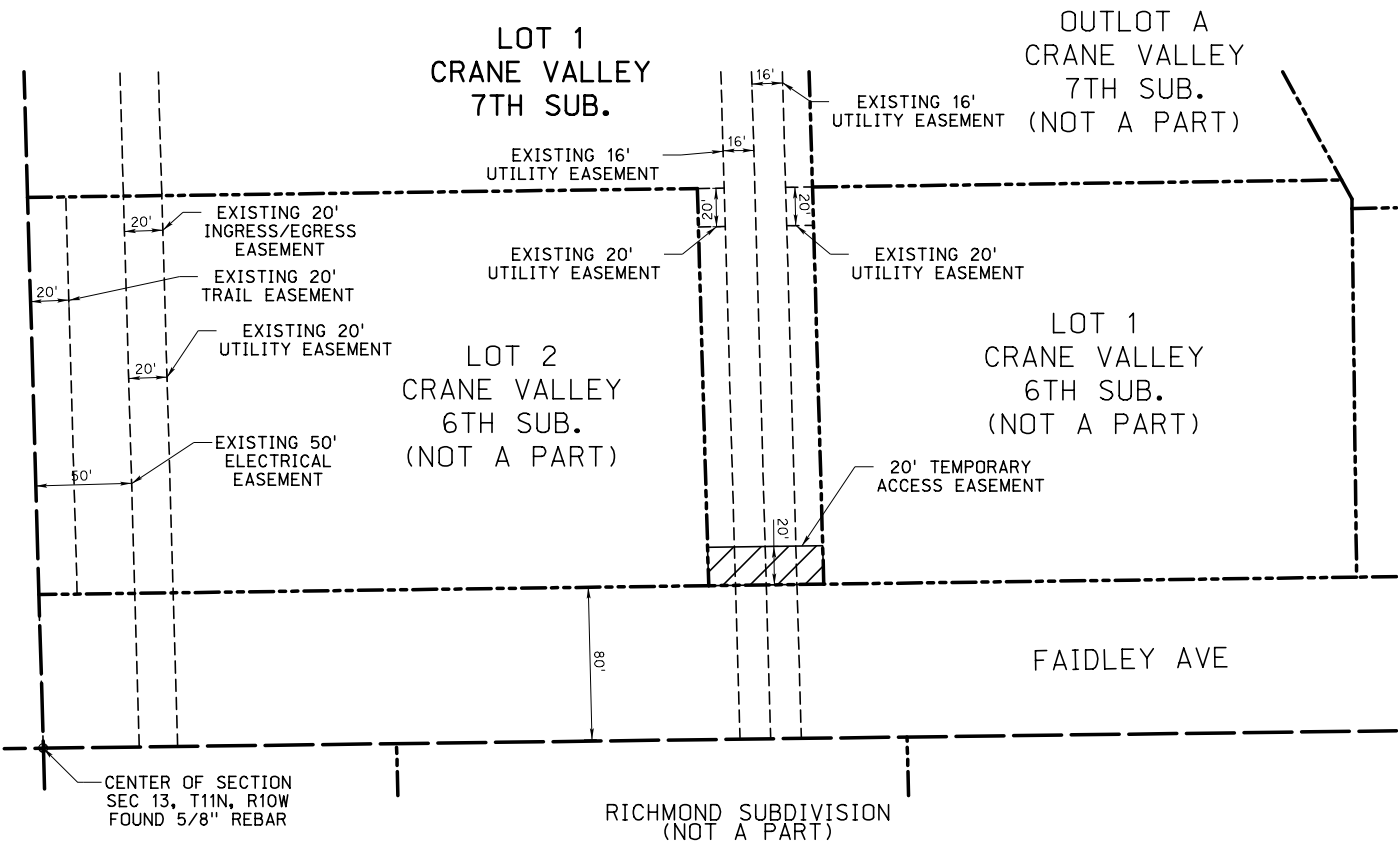 LOT 1
CRANE VALLEY
7TH SUB.
OUTLOT A
CRANE VALLEY
7TH SUB.
(NOT A PART)
16'
EXISTING 16'
UTILITY EASEMENT
16'
EXISTING 16'
UTILITY EASEMENT
20'
EXISTING 20'
INGRESS/EGRESS
EASEMENT
20'
20'
EXISTING 20'
UTILITY EASEMENT
EXISTING 20'
UTILITY EASEMENT
20'
EXISTING 20'
TRAIL EASEMENT
20'
EXISTING 20'
UTILITY EASEMENT
LOT 2
CRANE VALLEY
6TH SUB.
(NOT A PART)
LOT 1
CRANE VALLEY
6TH SUB.
(NOT A PART)
50'
EXISTING 50'
ELECTRICAL
EASEMENT
20' TEMPORARY
ACCESS EASEMENT
20'
80'
FAIDLEY AVE
CENTER OF SECTION
SEC 13, T11N, R10W
FOUND 5/8" REBAR
RICHMOND SUBDIVISION
(NOT A PART)